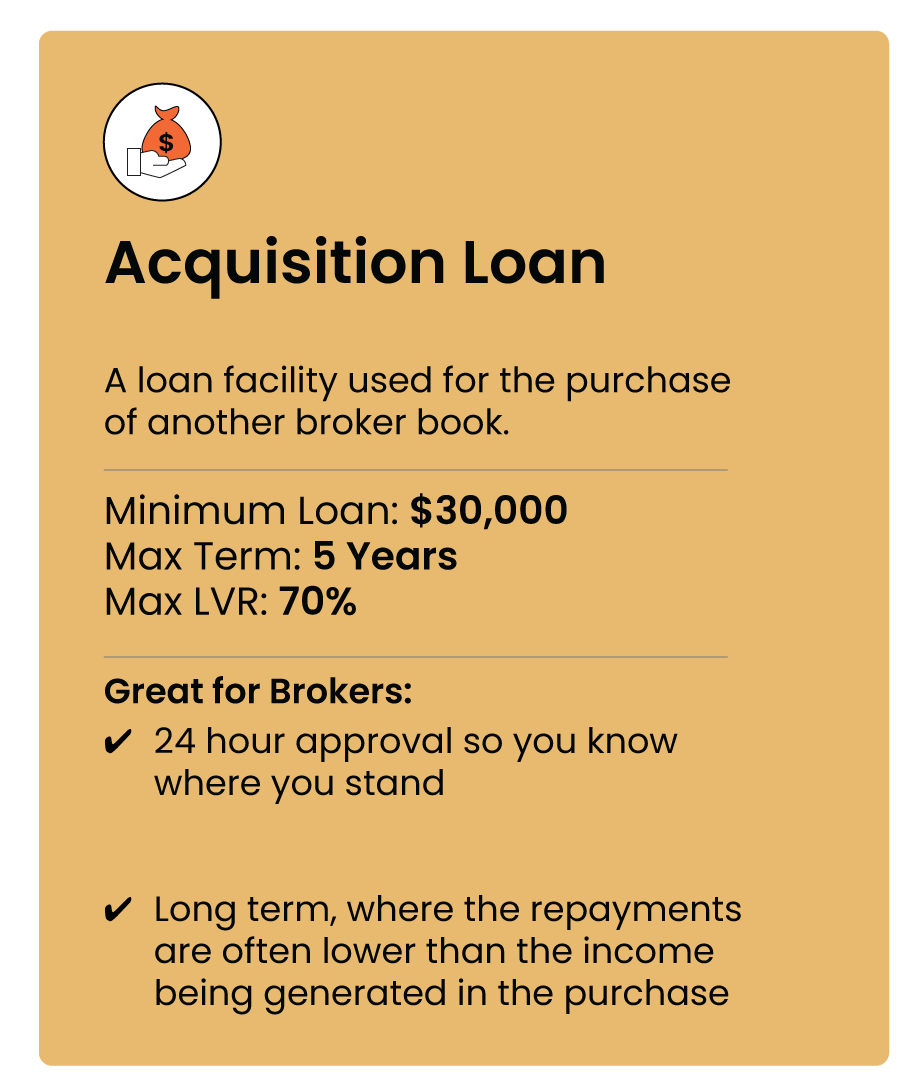 $
Acquisition Loan
A loan facility used for the purchase
of another broker book.
Minimum Loan: $30,000
Max Term: 5 Years
Max LVR: 70%
Great for Brokers:
✔ 24 hour approval so you know
where you stand
✔ Long term, where the repayments
are often lower than the income
being generated in the purchase